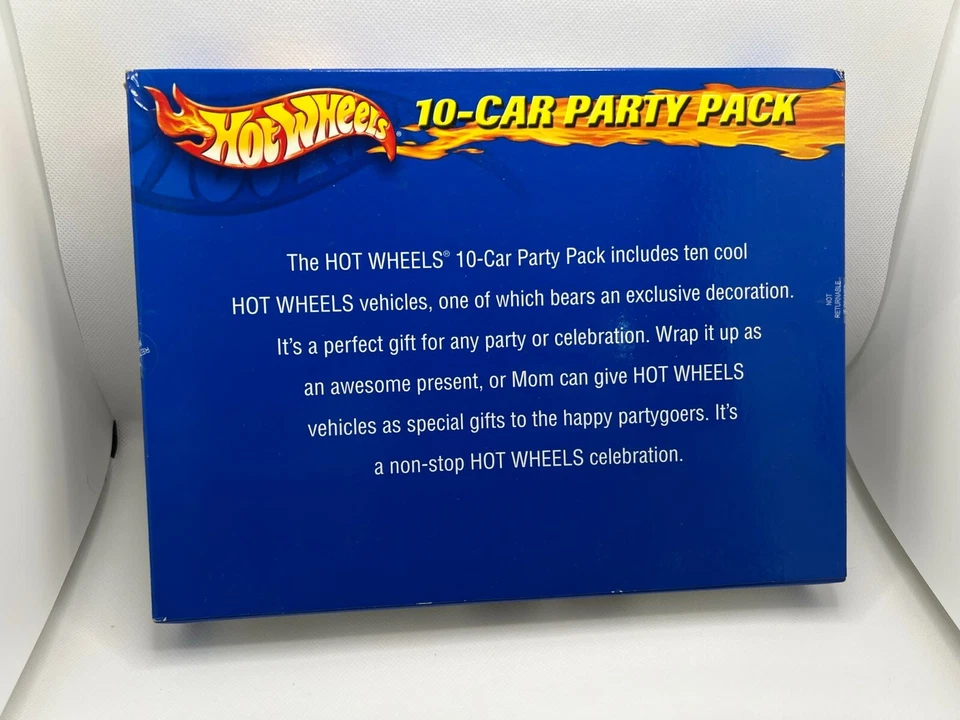 HOT WHEELS®
10-CAR PARTY PACK
The HOT WHEELS® 10-Car Party Pack includes ten cool
HOT WHEELS vehicles, one of which bears an exclusive decoration.
It's a perfect gift for any party or celebration. Wrap it up as
an awesome present, or Mom can give HOT WHEELS
vehicles as special gifts to the happy partygoers. It's
a non-stop HOT WHEELS celebration.
NOT
RETURNABLE